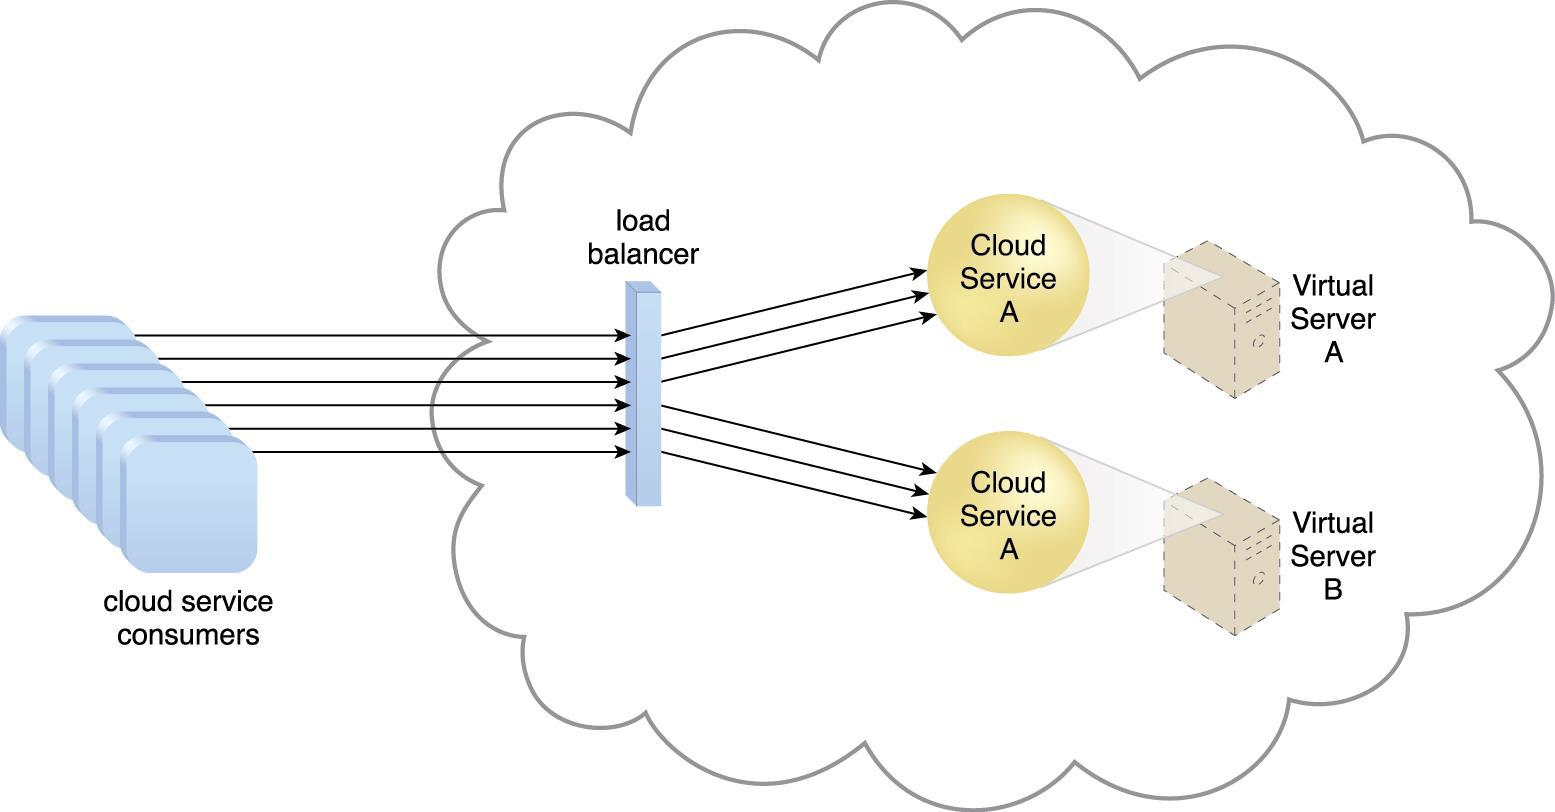 load
balancer
Cloud
Service
A
Virtual
Server
A
Cloud
Service
A
Virtual
Server
B
cloud service
consumers